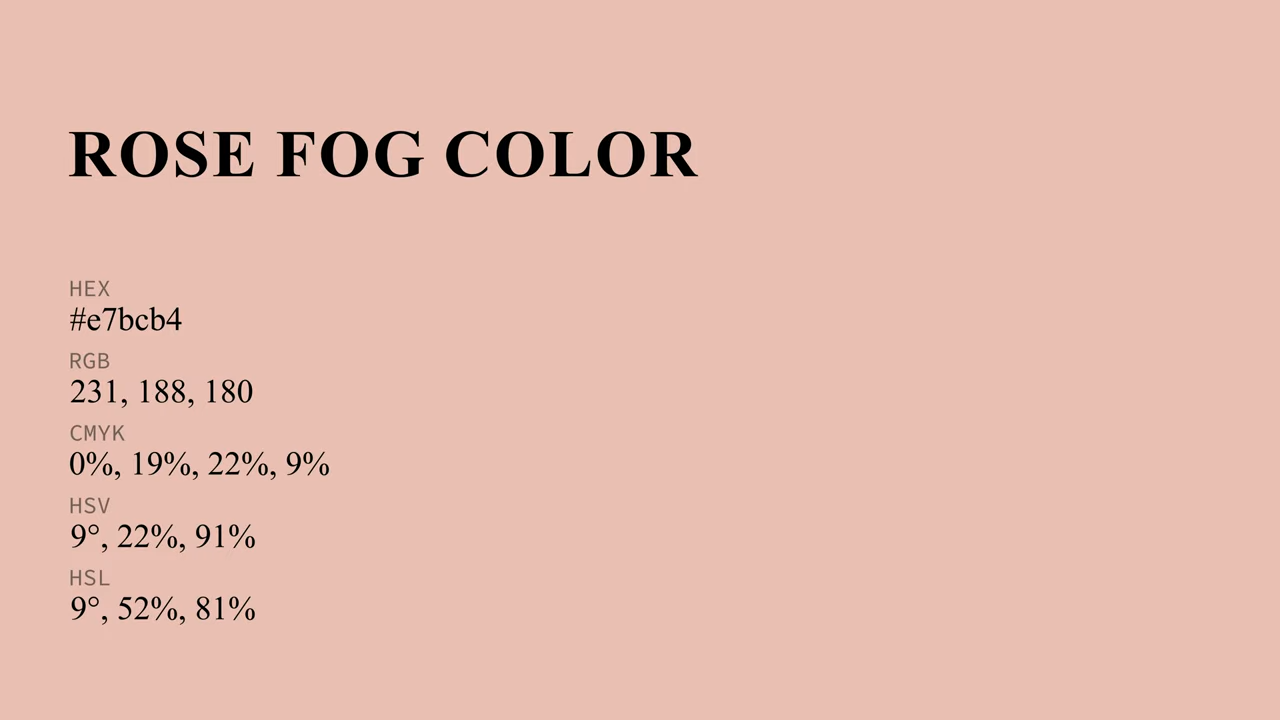 ROSE FOG COLOR
HEX
#e7bcb4
RGB
231, 188, 180
CMYK
0%, 19%, 22%, 9%
HSV
9°, 22%, 91%
HSL
9°, 52%, 81%